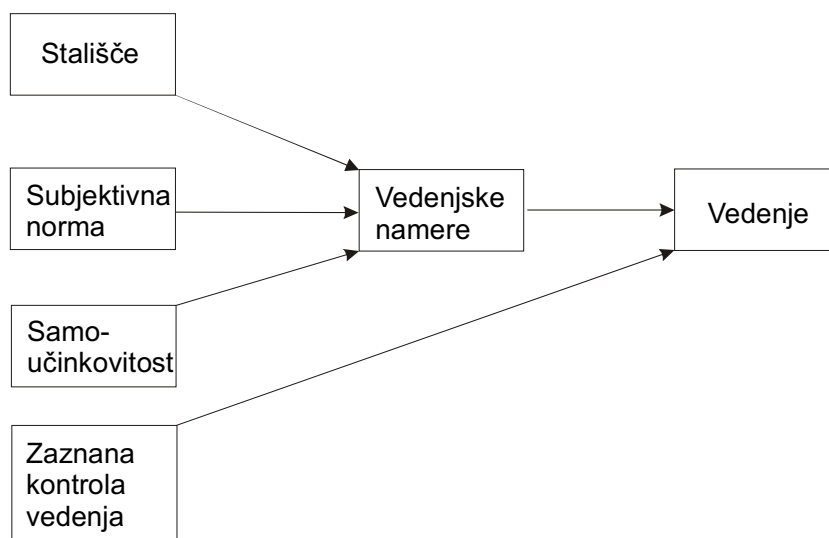 Stališče
Subjektivna
norma
Vedenjske
namere
Vedenje
Samo-
učinkovitost
Zaznana
kontrola
vedenja